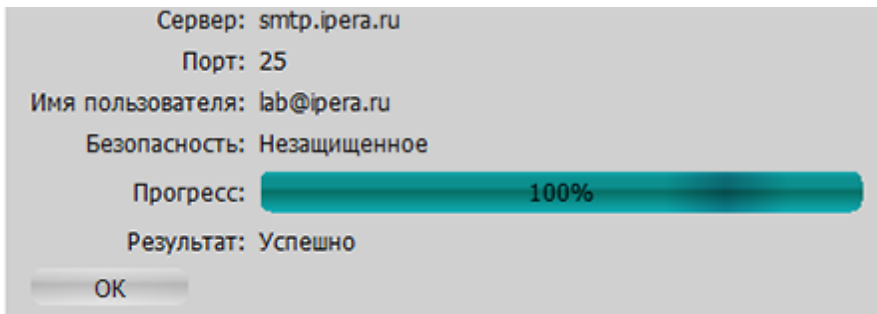 Сервер: smtp.ipera.ru
Порт: 25
Имя пользователя: lab@ipera.ru
Безопасность: Незащищенное
Прогресс: 100%
Результат: Успешно
OK